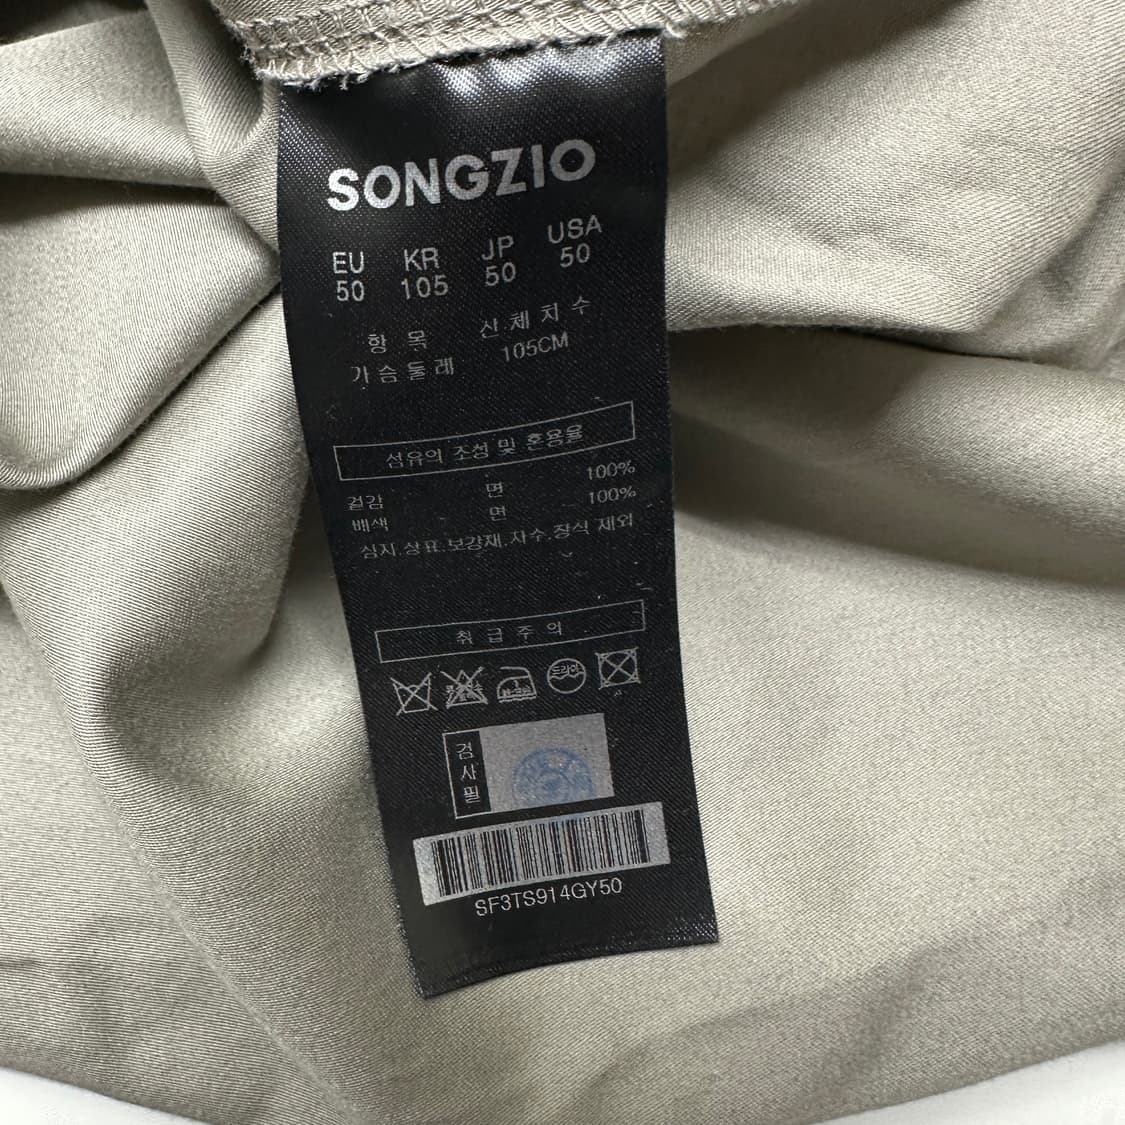 SONGZIO
EU KR JP USA
50 105 50 50
항 목 신 체 치 수
가 슴 둘 레 105CM
섬유의 조성 및 혼용율
겉감 면 100%
배색 면 100%
심지.상표.보강재.자수.장식 제외
취 급 주 의
드라이
검
사
필
SF3TS914GY50